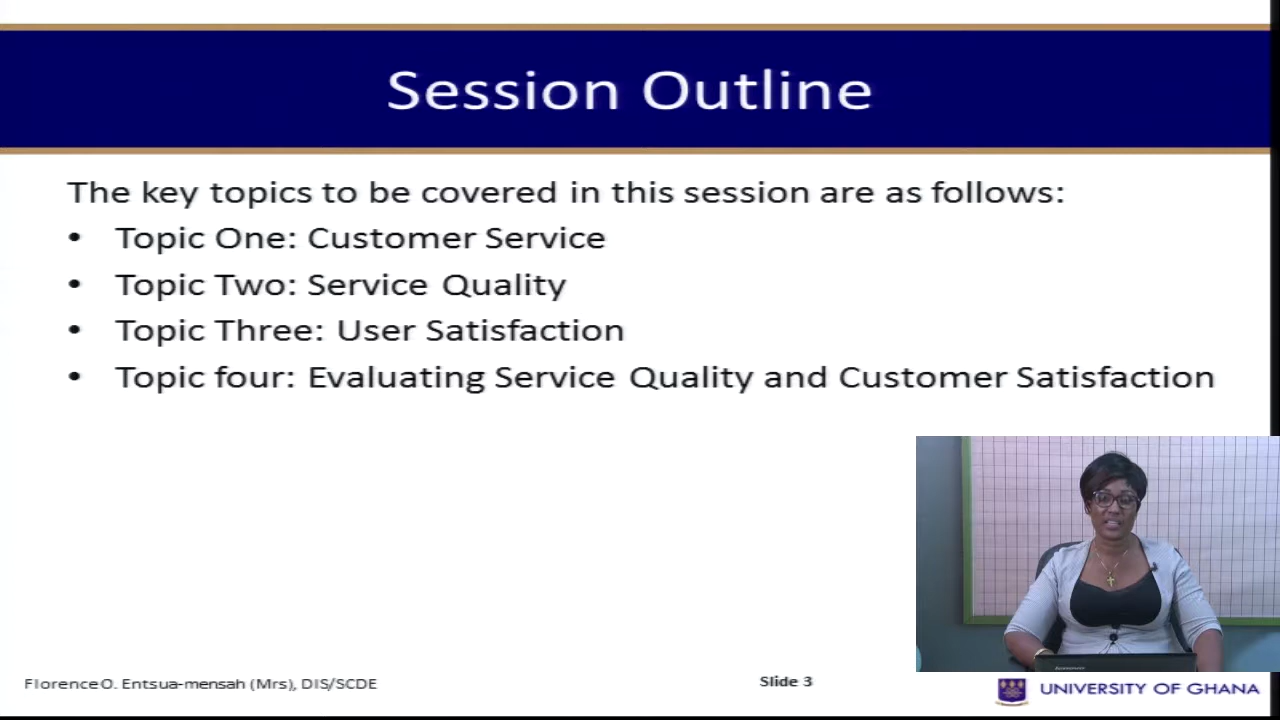 Session Outline
The key topics to be covered in this session are as follows:
• Topic One: Customer Service
• Topic Two: Service Quality
• Topic Three: User Satisfaction
• Topic four: Evaluating Service Quality and Customer Satisfaction
Florence O. Entsua-mensah (Mrs), DIS/SCDE
Slide 3
UNIVERSITY OF GHANA